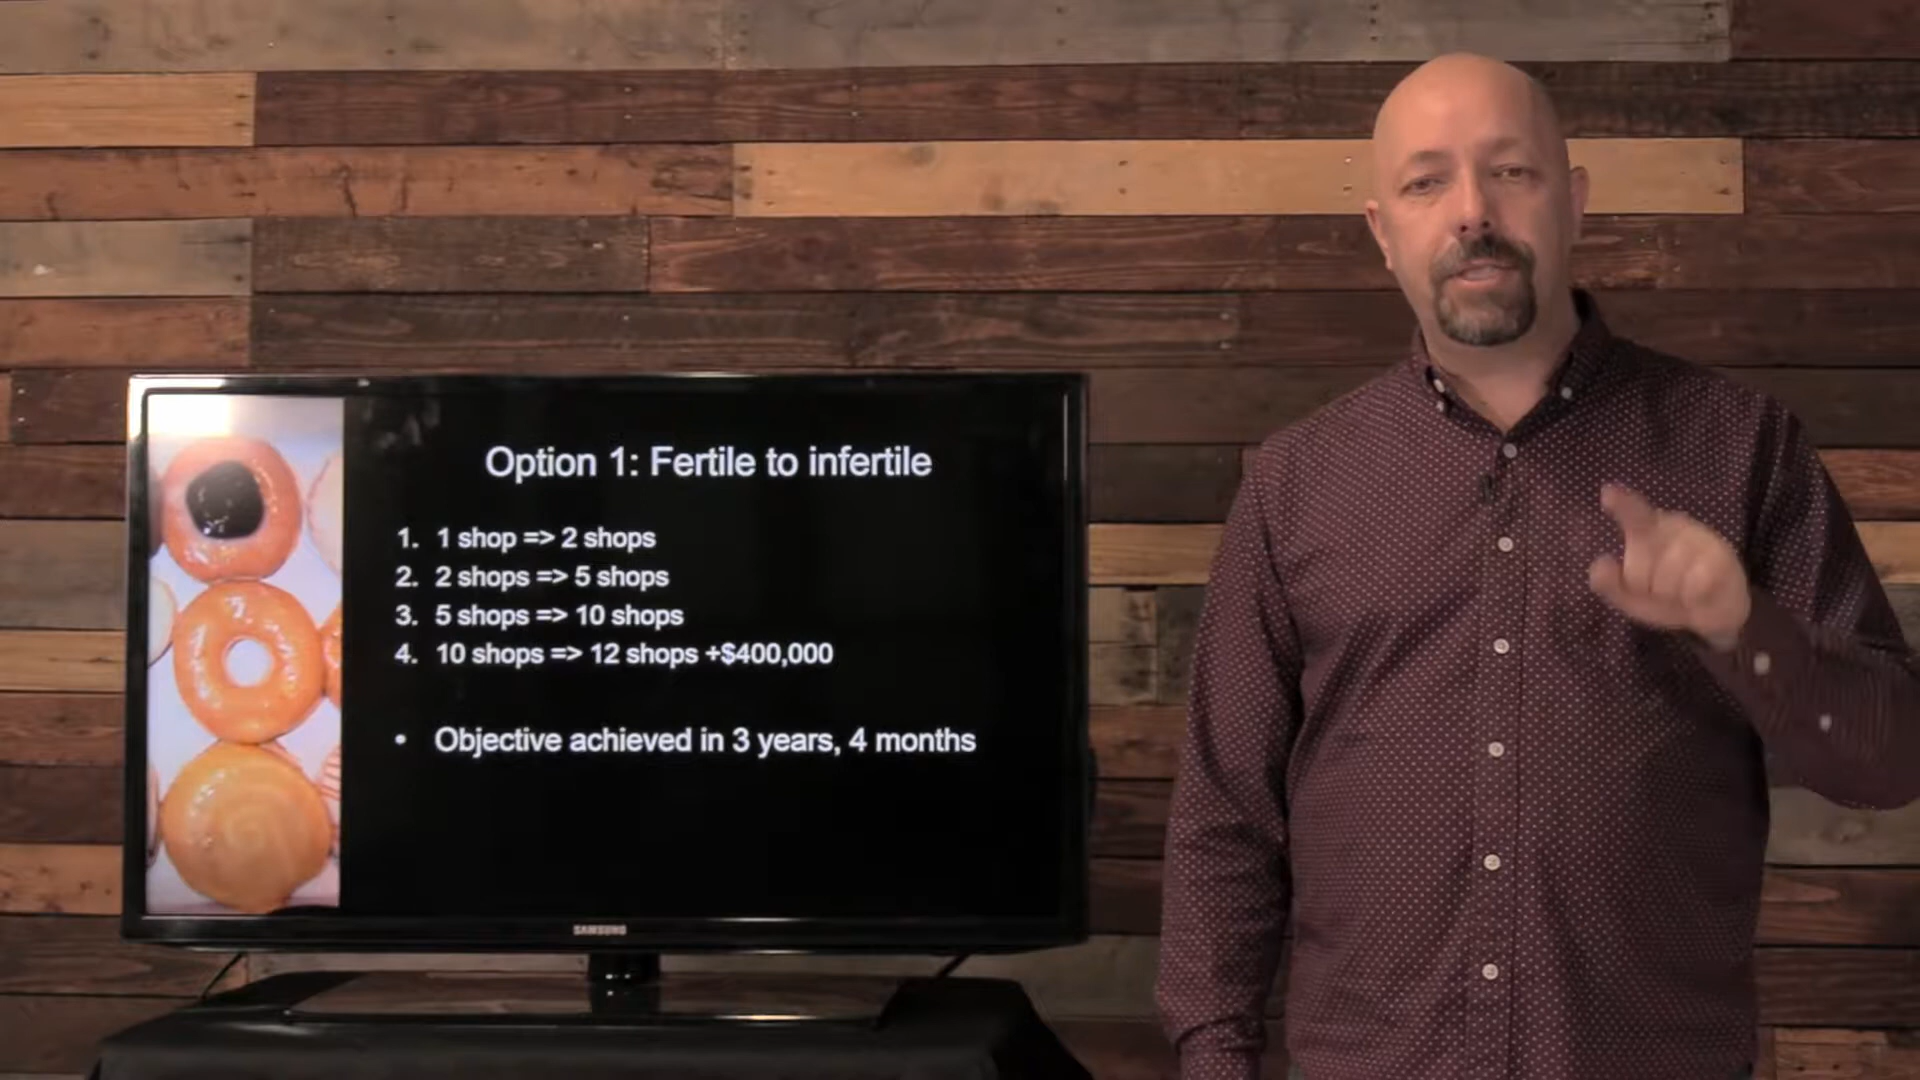 Option 1: Fertile to infertile
1. 1 shop => 2 shops
2. 2 shops => 5 shops
3. 5 shops => 10 shops
4. 10 shops => 12 shops +$400,000
• Objective achieved in 3 years, 4 months
SAMSUNG